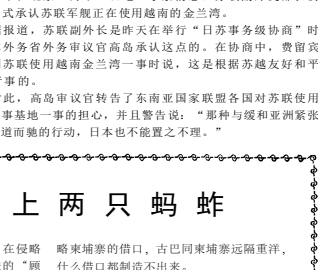 式承认苏联军舰正在使用越南的金兰湾。
报道，苏联副外长是昨天在举行“日苏事务级协商”时
外务省外务审议官高岛承认这点的。在协商中，费留宾
苏联使用越南金兰湾一事时说，这是根据苏越友好和平
事的。
此，高岛审议官转告了东南亚国家联盟各国对苏联使用
事基地一事的担心，并且警告说：“那种与缓和亚洲紧张
道而驰的行动，日本也不能置之不理。”
上两只蚂蚱
在侵略
的“顾
略柬埔寨的借口，古巴同柬埔寨远隔重洋，
什么借口都制造不出来。